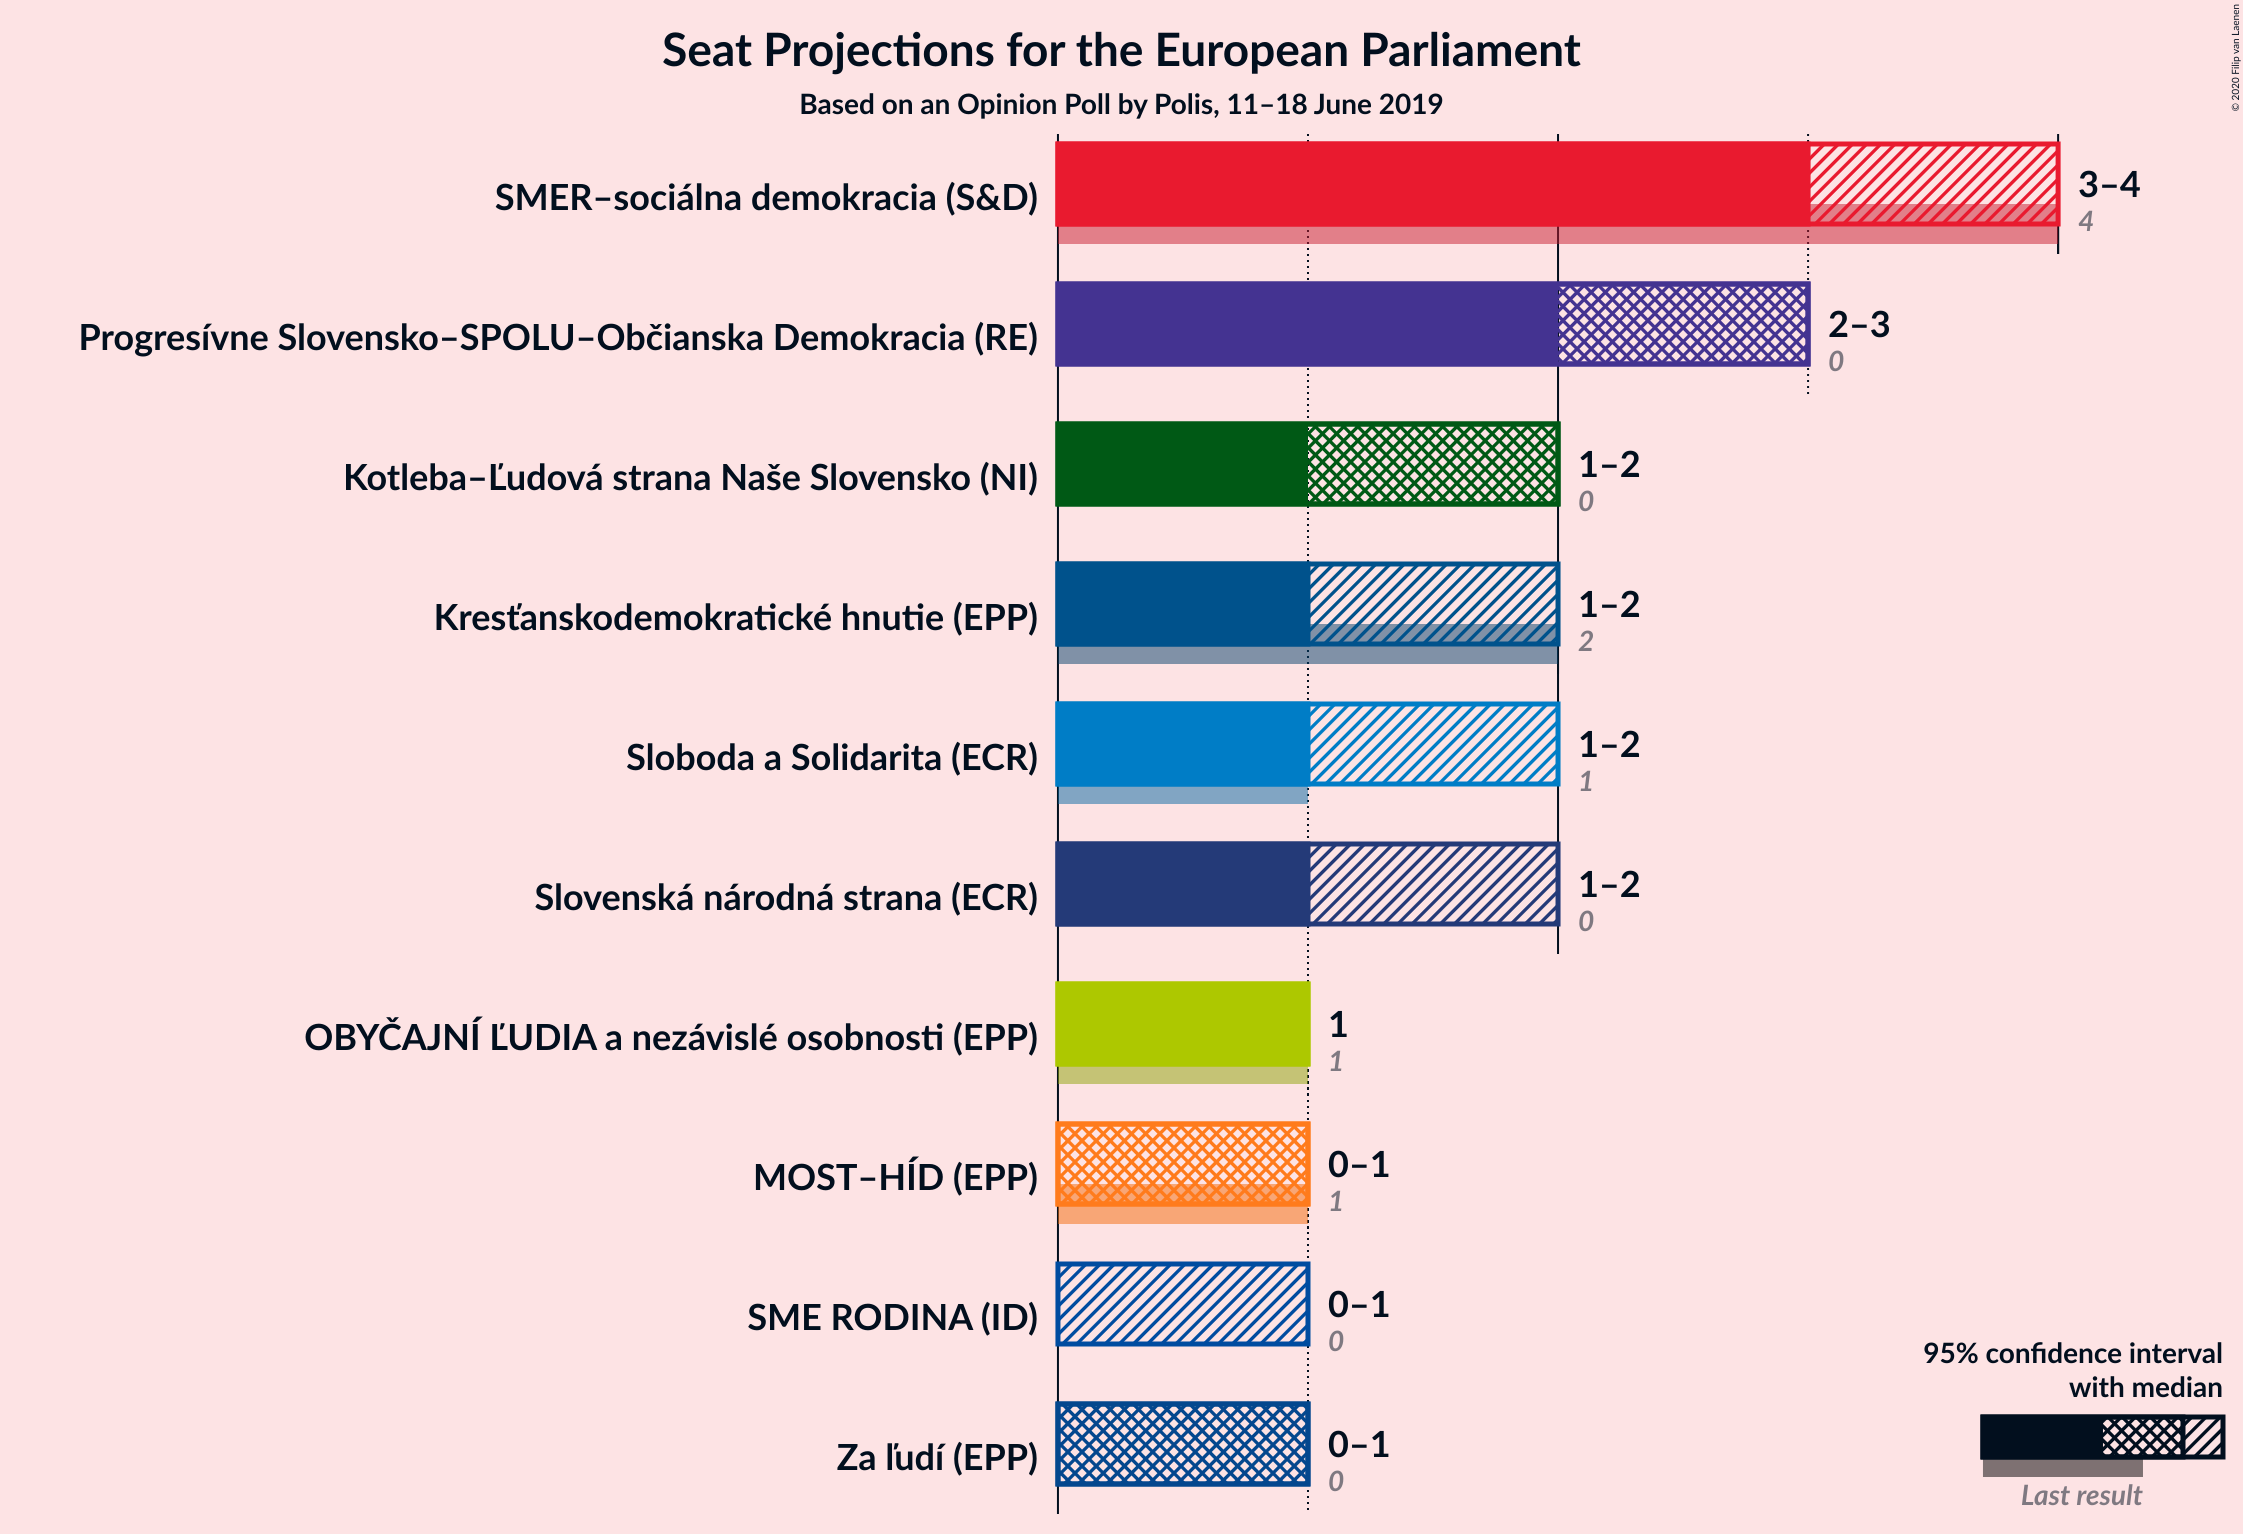 Seat Projections for the European Parliament
Based on an Opinion Poll by Polis, 11–18 June 2019
© 2020 Filip van Laenen
SMER–sociálna demokracia (S&D)
3–4
4
Progresívne Slovensko–SPOLU–Občianska Demokracia (RE)
2–3
0
Kotleba–Ľudová strana Naše Slovensko (NI)
1–2
0
Kresťanskodemokratické hnutie (EPP)
1–2
2
Sloboda a Solidarita (ECR)
1–2
1
Slovenská národná strana (ECR)
1–2
0
OBYČAJNÍ ĽUDIA a nezávislé osobnosti (EPP)
1
1
MOST–HÍD (EPP)
0–1
1
SME RODINA (ID)
0–1
0
Za ľudí (EPP)
0–1
0
95% confidence interval
with median
Last result